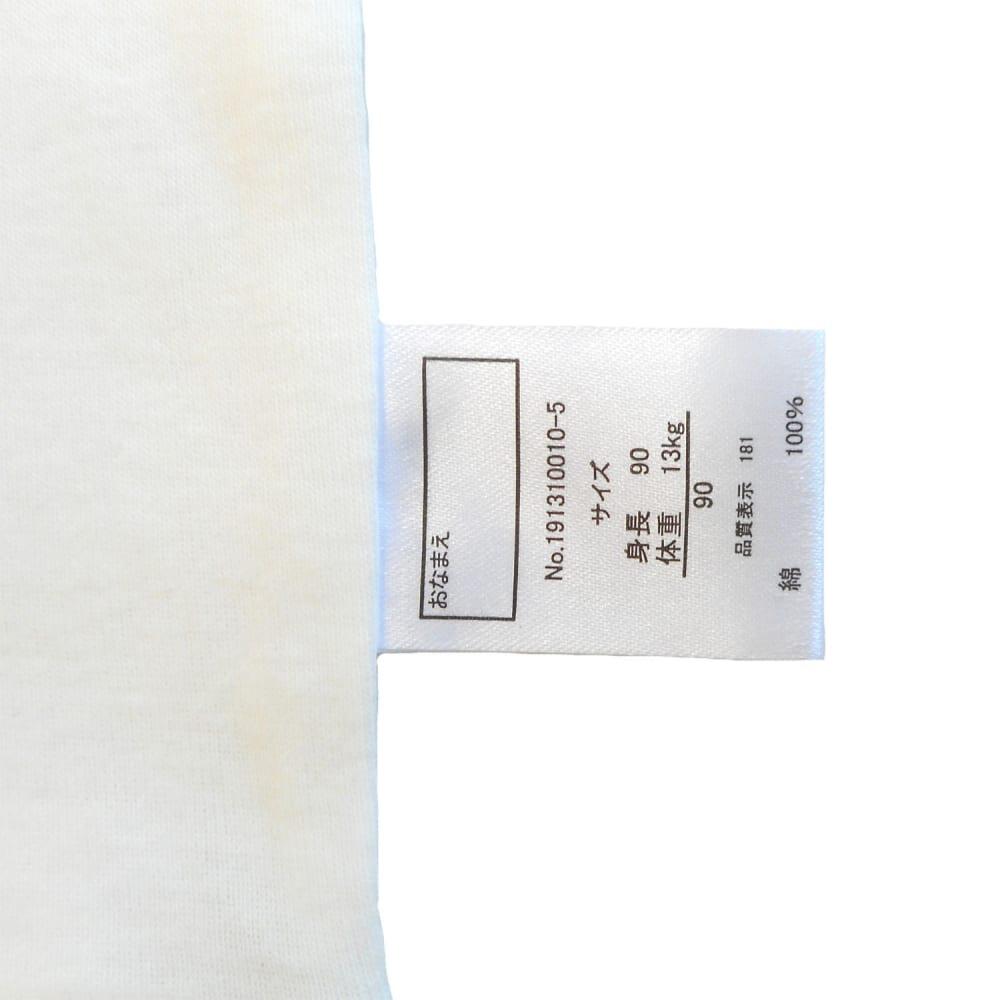 おなまえ
No.191310010-5
サイズ
身長 90
体重 13kg
90
品質表示 181
綿 100%